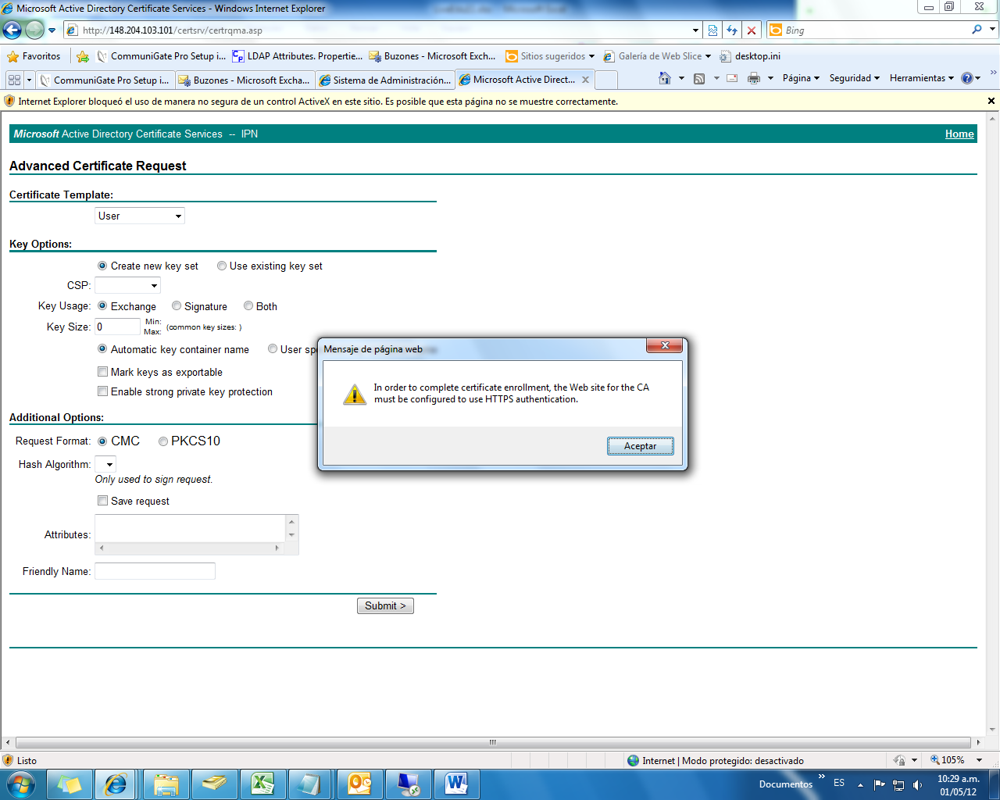 Microsoft Active Directory Certificate Services - Windows Internet Explorer
http://148.204.103.101/certsrv/certrqma.asp
Bing
Favoritos
CommuniGate Pro Setup i...
LDAP Attributes. Propertie...
Buzones - Microsoft Exch...
Sitios sugeridos
Galería de Web Slice
desktop.ini
CommuniGate Pro Setup i...
Buzones - Microsoft Excha...
Sistema de Administración...
Microsoft Active Direct...
Página
Seguridad
Herramientas
Internet Explorer bloqueó el uso de manera no segura de un control ActiveX en este sitio. Es posible que esta página no se muestre correctamente.
Microsoft Active Directory Certificate Services -- IPN
Home
Advanced Certificate Request
Certificate Template:
User
Key Options:
Create new key set
Use existing key set
CSP:
Key Usage:
Exchange
Signature
Both
Key Size:
0
Min:
Max:
(common key sizes: )
Automatic key container name
User spe
Mark keys as exportable
Enable strong private key protection
Mensaje de página web
In order to complete certificate enrollment, the Web site for the CA
must be configured to use HTTPS authentication.
Aceptar
Additional Options:
Request Format:
CMC
PKCS10
Hash Algorithm:
Only used to sign request.
Save request
Attributes:
Friendly Name:
Submit >
Listo
Internet | Modo protegido: desactivado
105%
Documentos
ES
10:29 a.m.
01/05/12